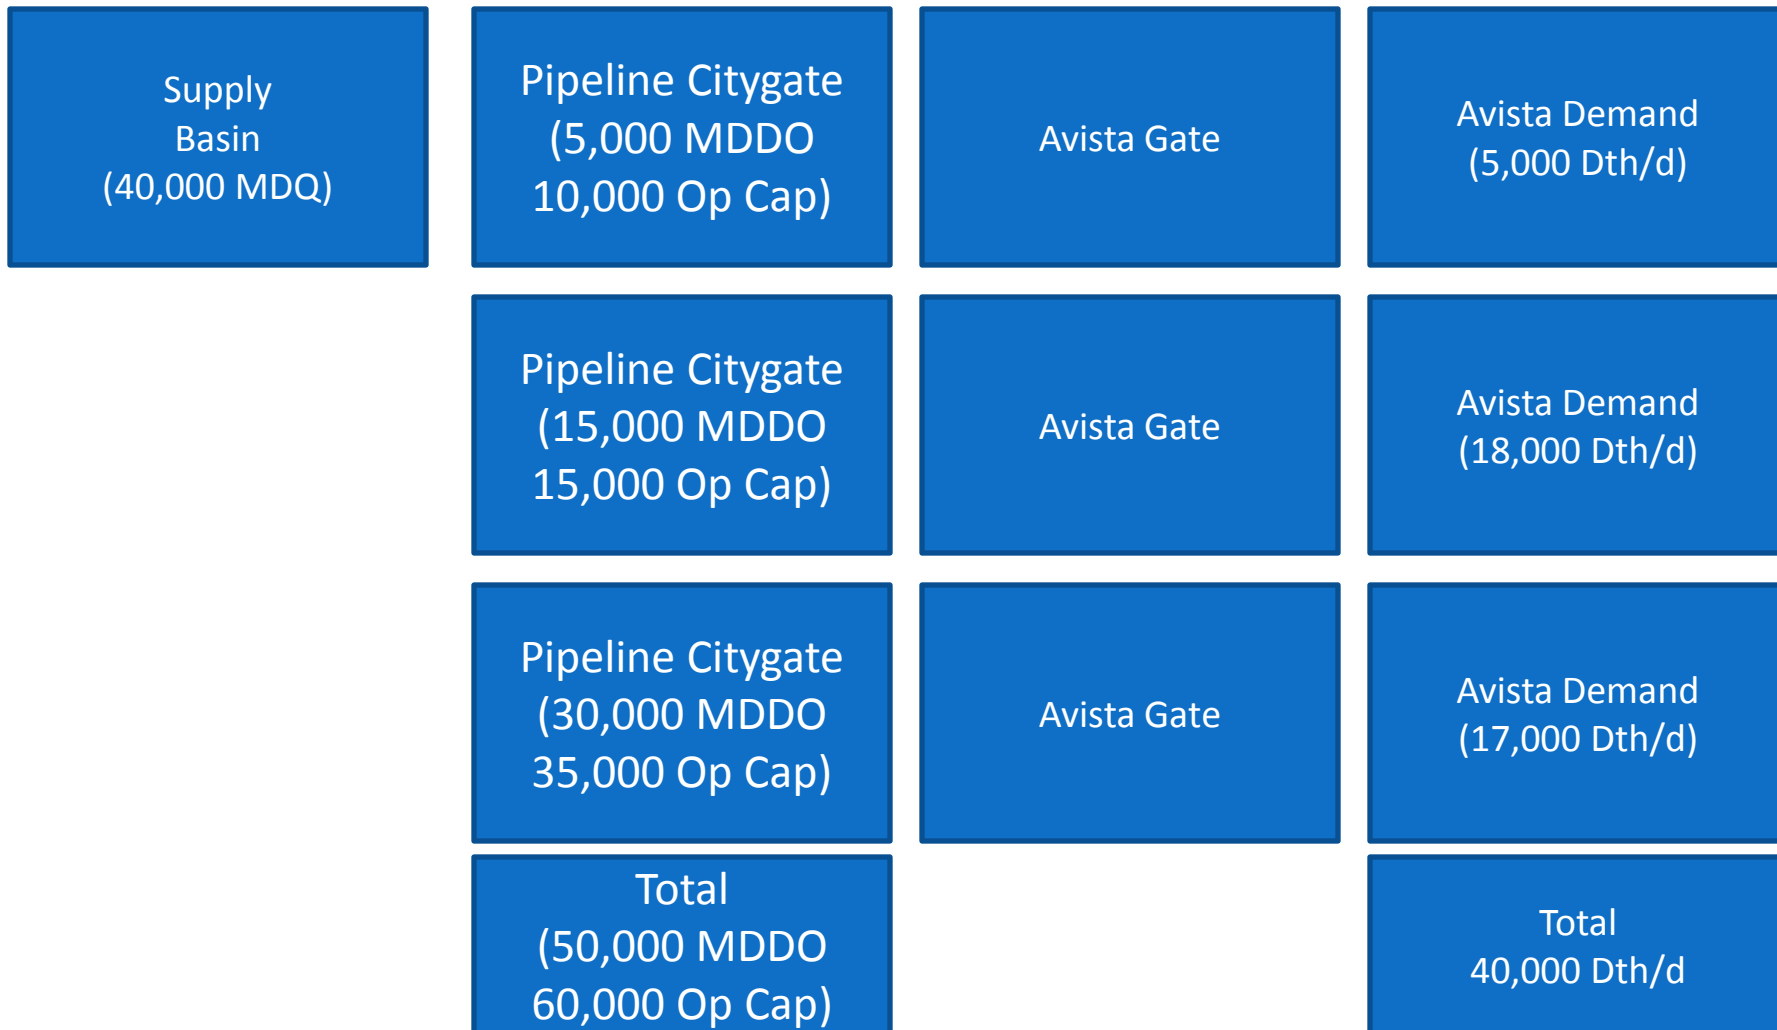 Supply
Basin
(40,000 MDQ)
Pipeline Citygate
(5,000 MDDO
10,000 Op Cap)
Avista Gate
Avista Demand
(5,000 Dth/d)
Pipeline Citygate
(15,000 MDDO
15,000 Op Cap)
Avista Gate
Avista Demand
(18,000 Dth/d)
Pipeline Citygate
(30,000 MDDO
35,000 Op Cap)
Avista Gate
Avista Demand
(17,000 Dth/d)
Total
(50,000 MDDO
60,000 Op Cap)
Total
40,000 Dth/d